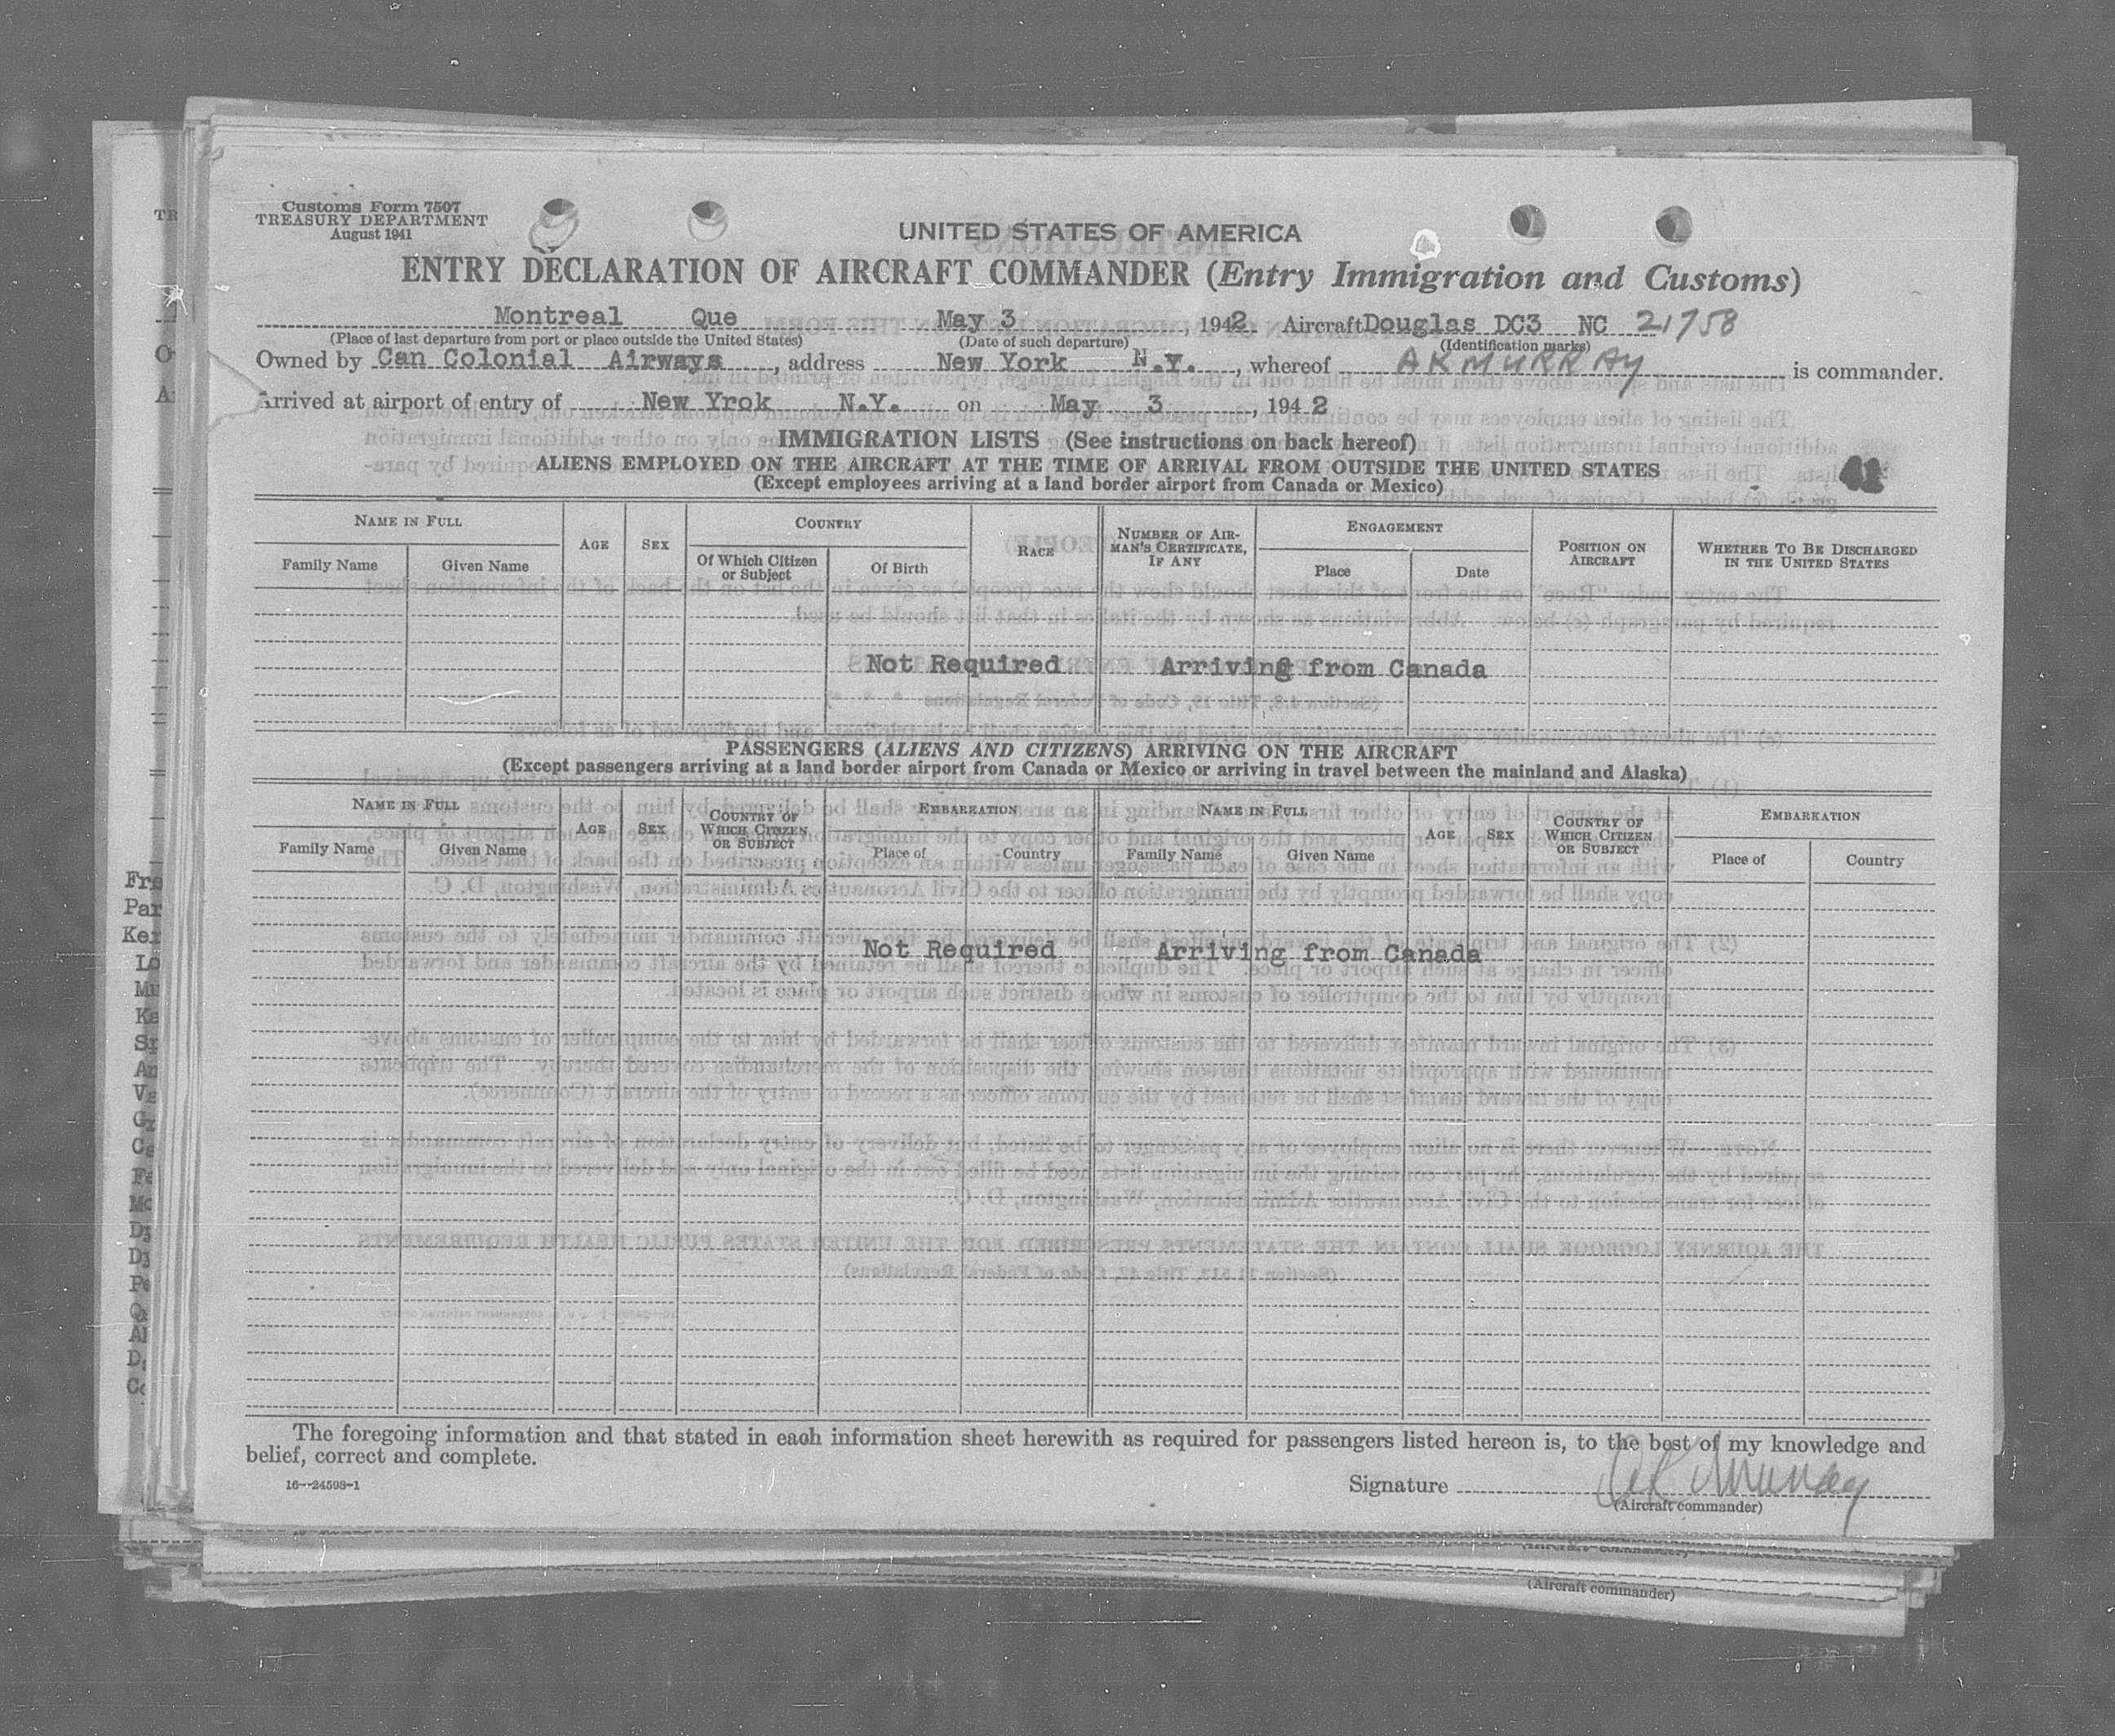 Customs Form 7507
TREASURY DEPARTMENT
August 1941
UNITED STATES OF AMERICA
ENTRY DECLARATION OF AIRCRAFT COMMANDER (Entry Immigration and Customs)
Montreal Que May 3, 1942. Aircraft Douglas DC3 NC 21758
(Place of last departure from port or place outside the United States) (Date of such departure) (Identification marks)
Owned by Can Colonial Airways, address New York N.Y., whereof AKMURRAY is commander.
Arrived at airport of entry of New Yrok N.Y. on May 3, 1942
IMMIGRATION LISTS (See instructions on back hereof)
ALIENS EMPLOYED ON THE AIRCRAFT AT THE TIME OF ARRIVAL FROM OUTSIDE THE UNITED STATES
(Except employees arriving at a land border airport from Canada or Mexico)
NAME IN FULL AGE SEX COUNTRY RACE NUMBER OF AIRMAN'S CERTIFICATE, IF ANY ENGAGEMENT POSITION ON AIRCRAFT WHETHER TO BE DISCHARGED IN THE UNITED STATES
Family Name Given Name Of Which Citizen or Subject Of Birth Place Date
Not Required Arriving from Canada
PASSENGERS (ALIENS AND CITIZENS) ARRIVING ON THE AIRCRAFT
(Except passengers arriving at a land border airport from Canada or Mexico or arriving in travel between the mainland and Alaska)
NAME IN FULL AGE SEX COUNTRY OF WHICH CITIZEN OR SUBJECT EMBARKATION NAME IN FULL AGE SEX COUNTRY OF WHICH CITIZEN OR SUBJECT EMBARKATION
Family Name Given Name Place of Country Family Name Given Name Place of Country
Not Required Arriving from Canada
The foregoing information and that stated in each information sheet herewith as required for passengers listed hereon is, to the best of my knowledge and
belief, correct and complete.
16-24598-1
Signature AK Murray
(Aircraft commander)
(Aircraft commander)